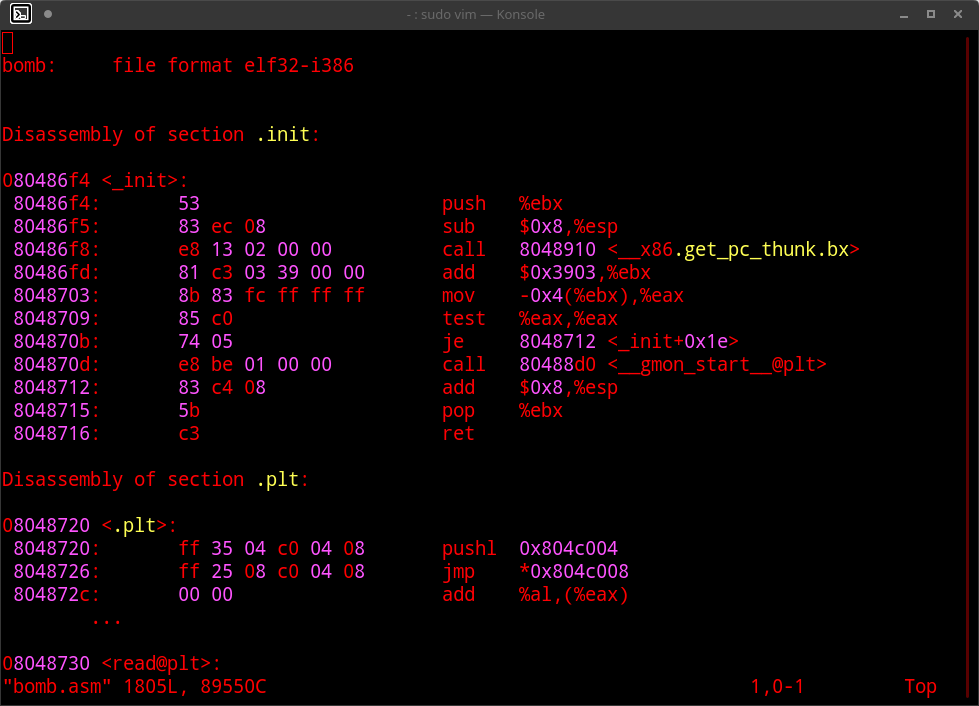 - : sudo vim — Konsole
bomb:     file format elf32-i386
Disassembly of section .init:
080486f4 <_init>:
 80486f4:       53                      push   %ebx
 80486f5:       83 ec 08                sub    $0x8,%esp
 80486f8:       e8 13 02 00 00          call   8048910 <__x86.get_pc_thunk.bx>
 80486fd:       81 c3 03 39 00 00       add    $0x3903,%ebx
 8048703:       8b 83 fc ff ff ff       mov    -0x4(%ebx),%eax
 8048709:       85 c0                   test   %eax,%eax
 804870b:       74 05                   je     8048712 <_init+0x1e>
 804870d:       e8 be 01 00 00          call   80488d0 <__gmon_start__@plt>
 8048712:       83 c4 08                add    $0x8,%esp
 8048715:       5b                      pop    %ebx
 8048716:       c3                      ret
Disassembly of section .plt:
08048720 <.plt>:
 8048720:       ff 35 04 c0 04 08       pushl  0x804c004
 8048726:       ff 25 08 c0 04 08       jmp    *0x804c008
 804872c:       00 00                   add    %al,(%eax)
        ...
08048730 <read@plt>:
"bomb.asm" 1805L, 89550C                                            1,0-1         Top